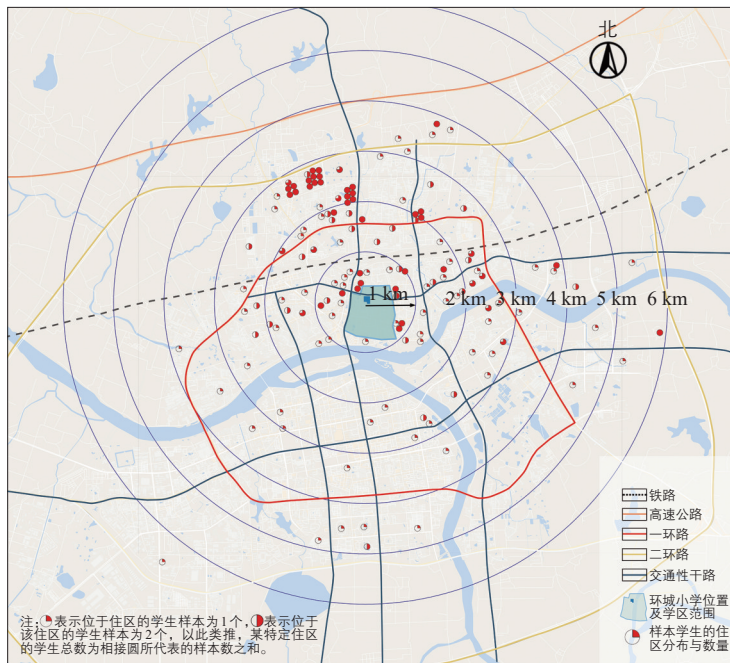 北
1 km
2 km
3 km
4 km
5 km
6 km
铁路
高速公路
一环路
二环路
交通性干路
环城小学位置
及学区范围
样本学生的住
区分布与数量
注：表示位于住区的学生样本为1个，表示位于
该住区的学生样本为2个，以此类推，某特定住区
的学生总数为相接圆所代表的样本数之和。